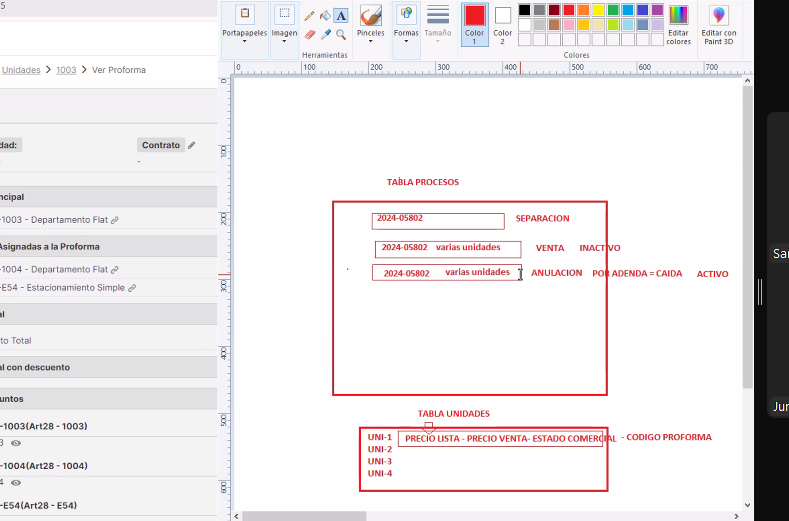 5
Unidades > 1003 > Ver Proforma
dad:
Contrato
-
ncipal
-1003 - Departamento Flat
Asignadas a la Proforma
-1004 - Departamento Flat
-E54 - Estacionamiento Simple
al
to Total
al con descuento
untos
-1003(Art28 - 1003)
3
-1004(Art28 - 1004)
4
-E54(Art28 - E54)
Portapapeles
Imagen
A
Herramientas
Pinceles
Formas
Tamaño
Color 1
Color 2
Colores
Editar colores
Editar con Paint 3D
0 100 200 300 400 500 600 700
0
100
200
300
400
500
600
TABLA PROCESOS
2024-05802 SEPARACION
2024-05802 varias unidades VENTA INACTIVO
2024-05802 varias unidades ANULACION POR ADENDA = CAIDA ACTIVO
TABLA UNIDADES
UNI-1 PRECIO LISTA - PRECIO VENTA- ESTADO COMERCIAL - CODIGO PROFORMA
UNI-2
UNI-3
UNI-4
Sar